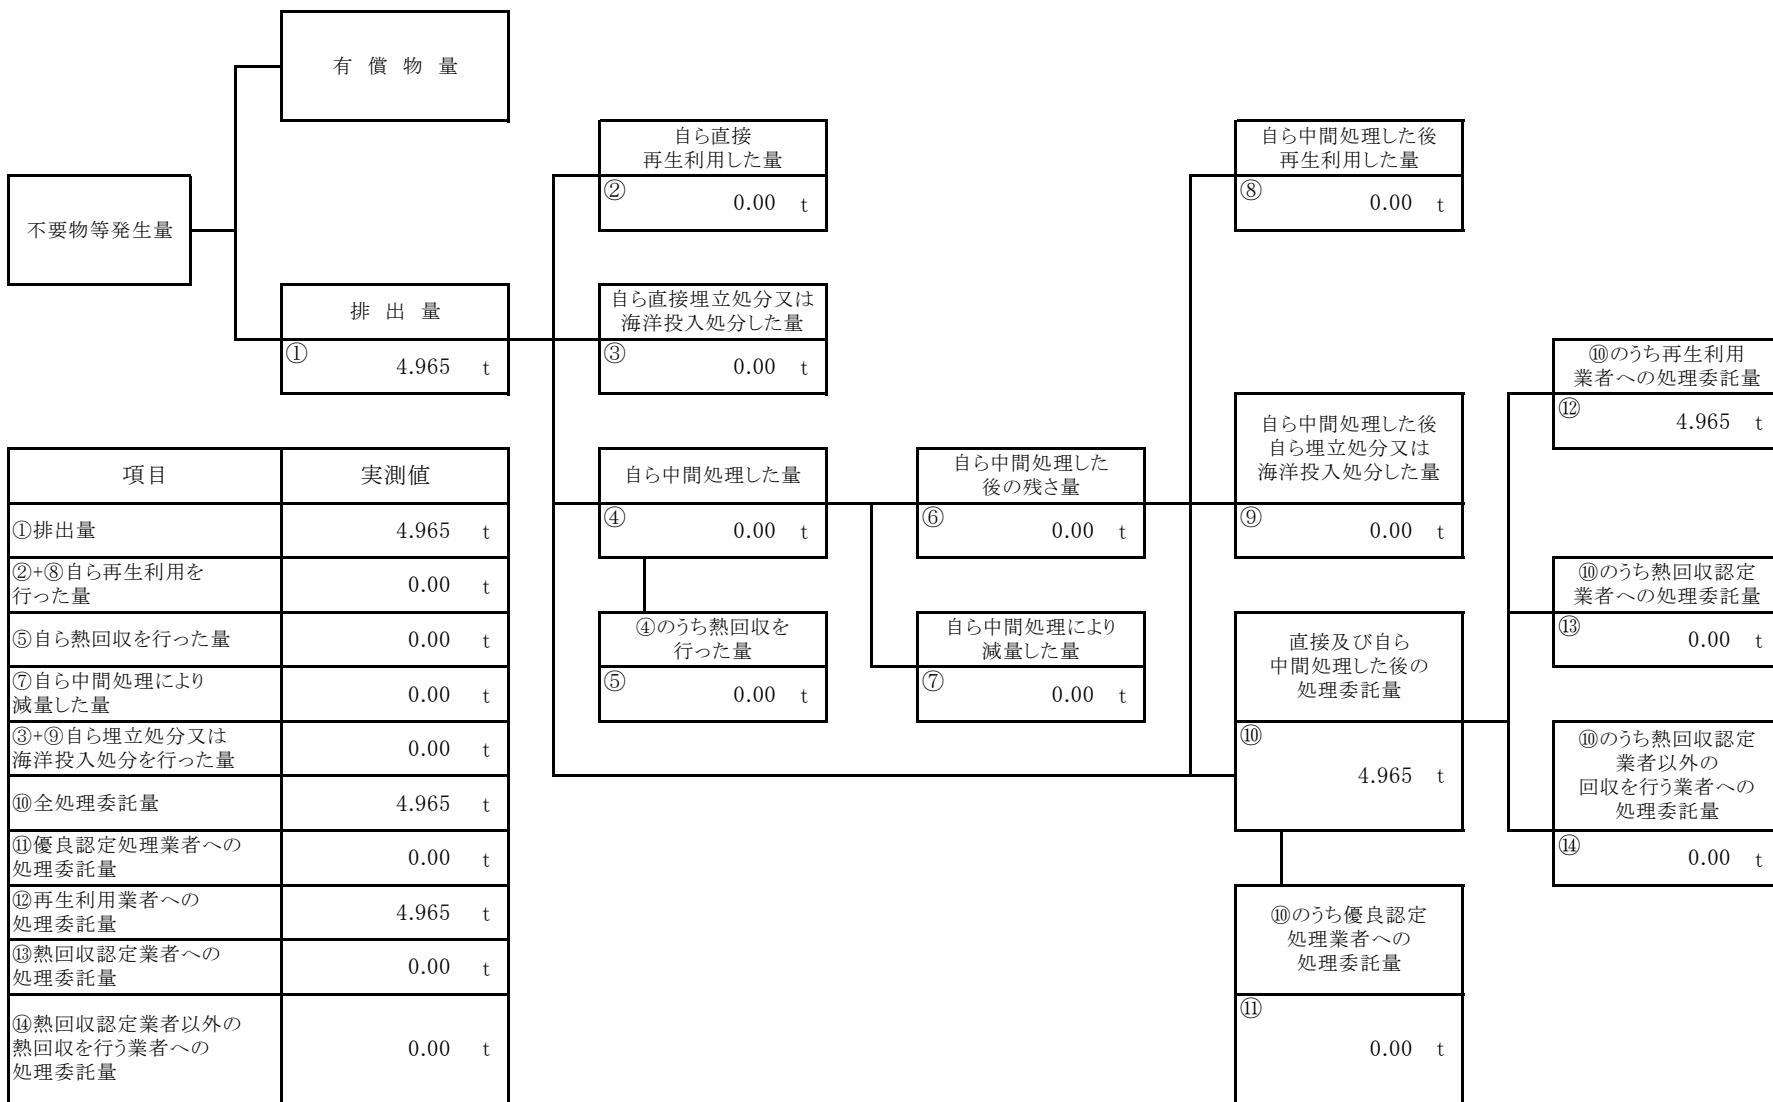 有 償 物 量
自ら直接
再生利用した量
② 0.00 t
自ら中間処理した後
再生利用した量
⑧ 0.00 t
不要物等発生量
排 出 量
① 4.965 t
自ら直接埋立処分又は
海洋投入処分した量
③ 0.00 t
⑩のうち再生利用
業者への処理委託量
⑫ 4.965 t
自ら中間処理した量
④ 0.00 t
自ら中間処理した
後の残さ量
⑥ 0.00 t
自ら中間処理した後
自ら埋立処分又は
海洋投入処分した量
⑨ 0.00 t
⑩のうち熱回収認定
業者への処理委託量
⑬ 0.00 t
④のうち熱回収を
行った量
⑤ 0.00 t
自ら中間処理により
減量した量
⑦ 0.00 t
直接及び自ら
中間処理した後の
処理委託量
⑩
4.965 t
⑩のうち熱回収認定
業者以外の
回収を行う業者への
処理委託量
⑭ 0.00 t
⑩のうち優良認定
処理業者への
処理委託量
⑪
0.00 t
項目 実測値
①排出量 4.965 t
②+⑧自ら再生利用を
行った量 0.00 t
⑤自ら熱回収を行った量 0.00 t
⑦自ら中間処理により
減量した量 0.00 t
③+⑨自ら埋立処分又は
海洋投入処分を行った量 0.00 t
⑩全処理委託量 4.965 t
⑪優良認定処理業者への
処理委託量 0.00 t
⑫再生利用業者への
処理委託量 4.965 t
⑬熱回収認定業者への
処理委託量 0.00 t
⑭熱回収認定業者以外の
熱回収を行う業者への 0.00 t
処理委託量